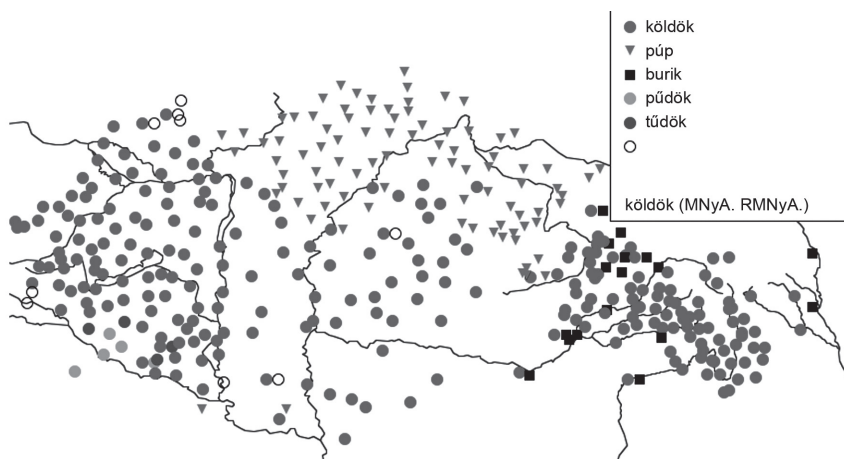 köldök
púp
burik
pűdök
tűdök
köldök (MNyA. RMNyA.)